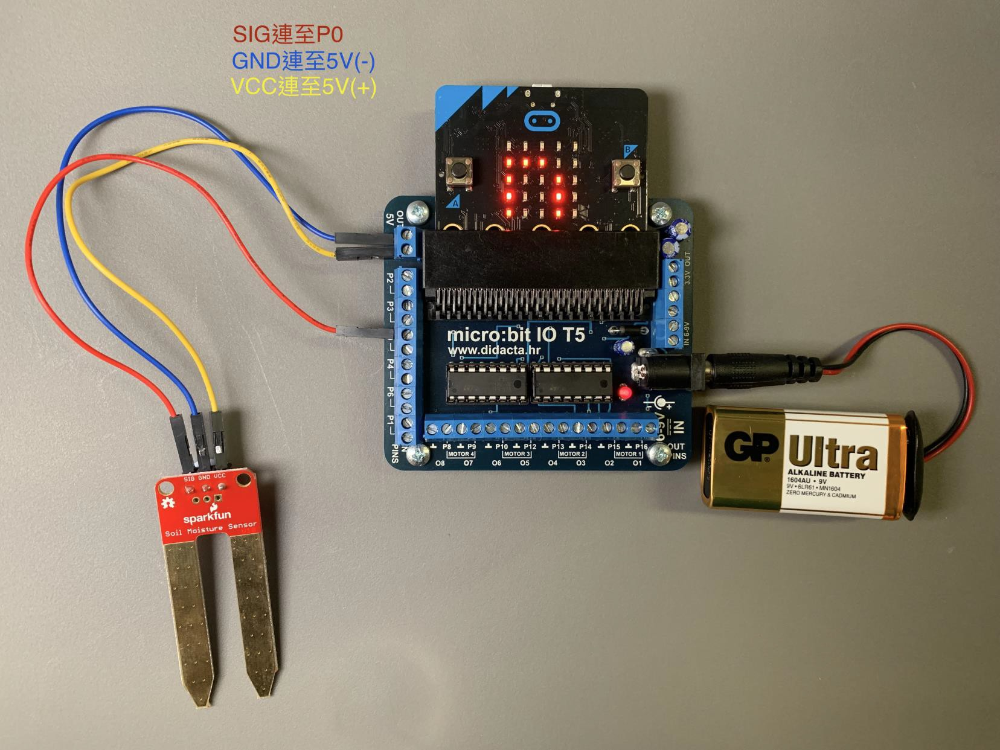 SIG連至P0
GND連至5V(-)
VCC連至5V(+)
B
A
OUT
5V
P2
P3
P4
P6
P1
IN
PINS
3.3V OUT
IN 6-9V
micro:bit IO T5
www.didacta.hr
IN
6-9V
P8 P9 P10 P12 P13 P14 P15 P16 OUT
MOTOR 4 MOTOR 3 MOTOR 2 MOTOR 1 PINS
O8 O7 O6 O5 O4 O3 O2 O1
GP® Ultra
ALKALINE BATTERY
1604AU • 9V
9V • 6LR61 • MN1604
ZERO MERCURY & CADMIUM
SIG GND VCC
sparkfun
Soil Moisture Sensor